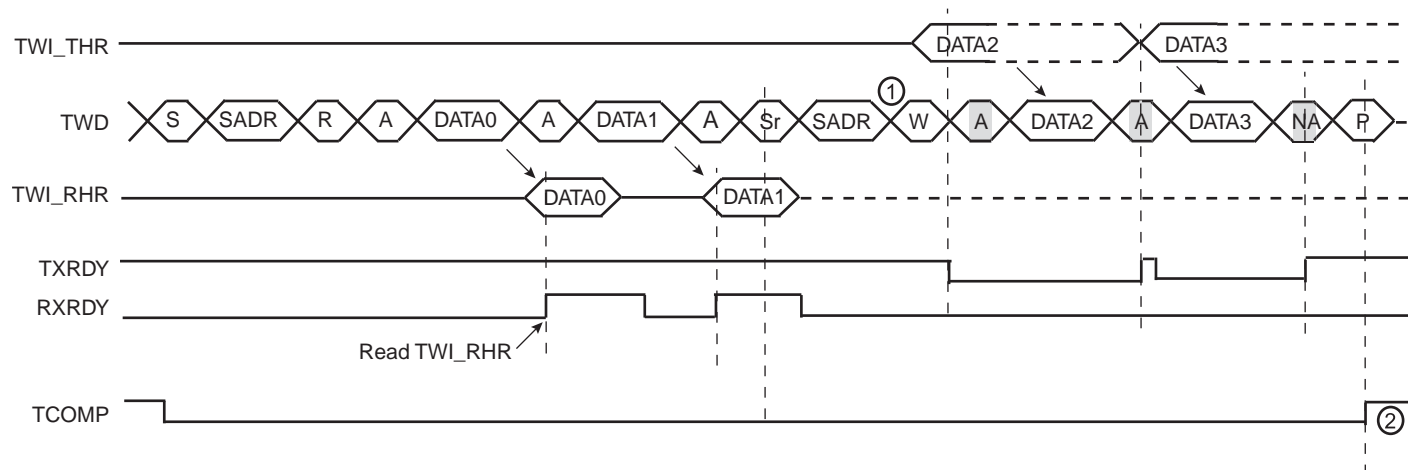 TWI_THR DATA2 DATA3
1
TWD S SADR R A DATA0 A DATA1 A Sr SADR W A DATA2 A DATA3 NA P
TWI_RHR DATA0 DATA1
TXRDY
RXRDY
Read TWI_RHR
TCOMP 2